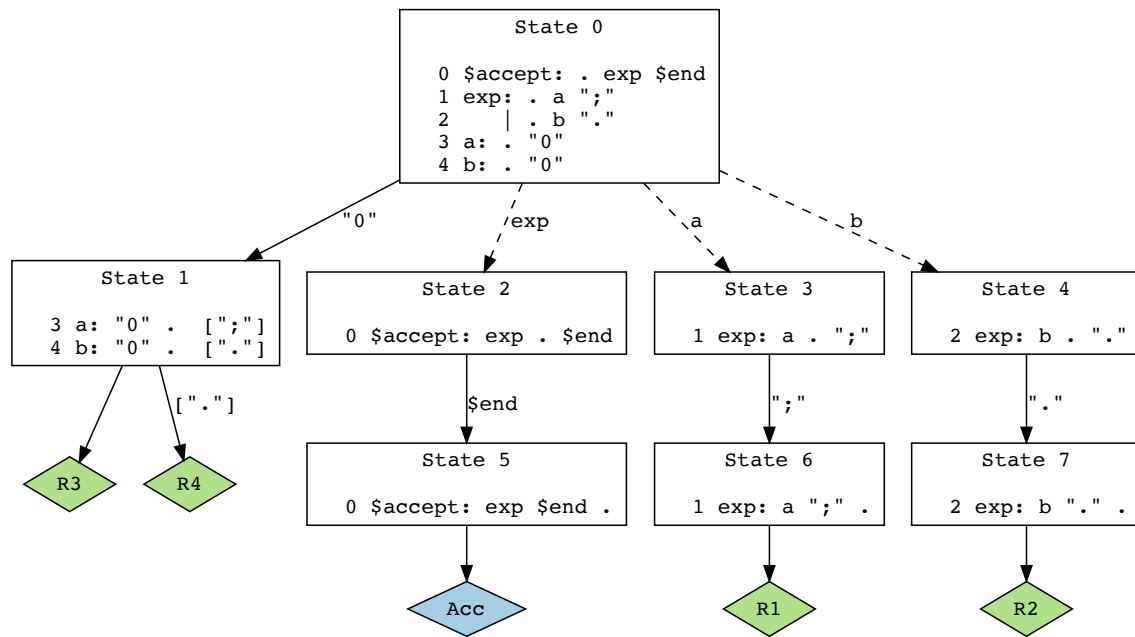 State 0
0 $accept: . exp $end
1 exp: . a ";"
2 | . b "."
3 a: . "0"
4 b: . "0"
"0"
exp
a
b
State 1
3 a: "0" . [";"]
4 b: "0" . ["."]
State 2
0 $accept: exp . $end
State 3
1 exp: a . ";"
State 4
2 exp: b . "."
["."]
$end
";"
"."
R3
R4
State 5
0 $accept: exp $end .
State 6
1 exp: a ";" .
State 7
2 exp: b "." .
Acc
R1
R2